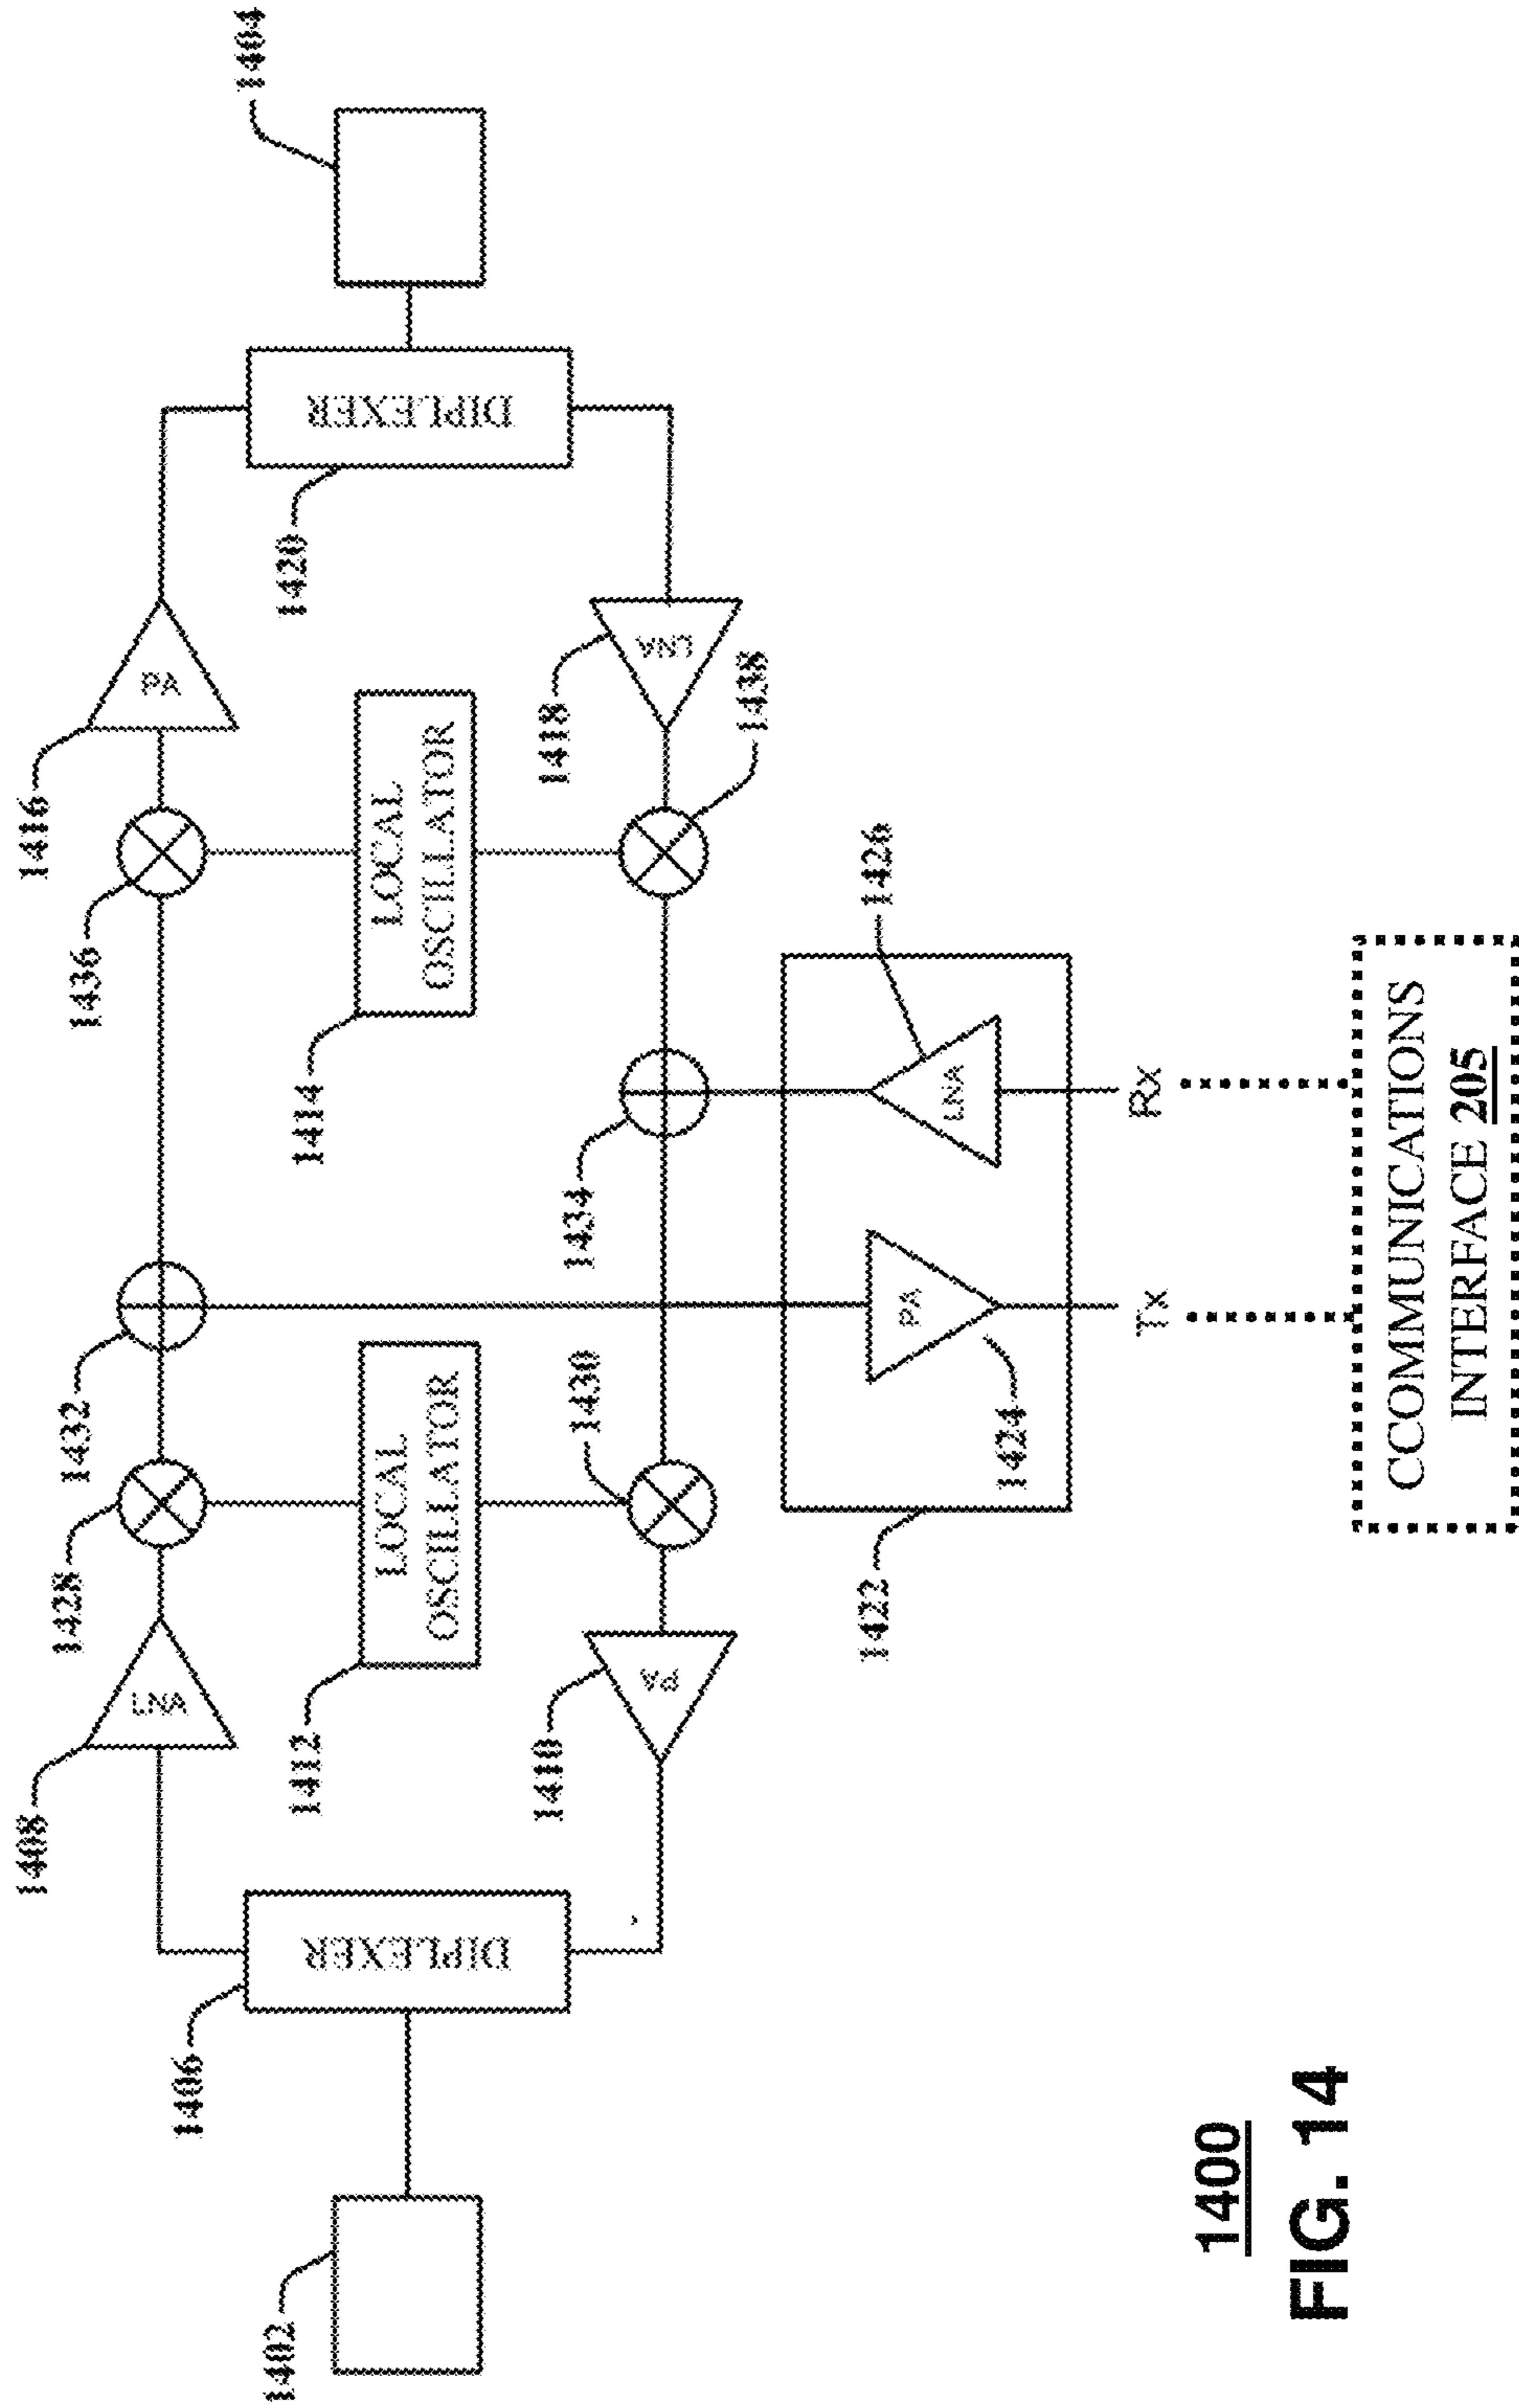 1408
1416
1428
1432
1436
LNA
PA
1406
1404
1402
1412
1414
1420
LOCAL
OSCILLATOR
LOCAL
OSCILLATOR
DIPLEXER
DIPLEXER
1410
1430
1434
1418
PA
LNA
1438
1422
1426
PA
LNA
1424
Tx
Rx
1400
FIG. 14
CCOMMUNICATIONS
INTERFACE 205